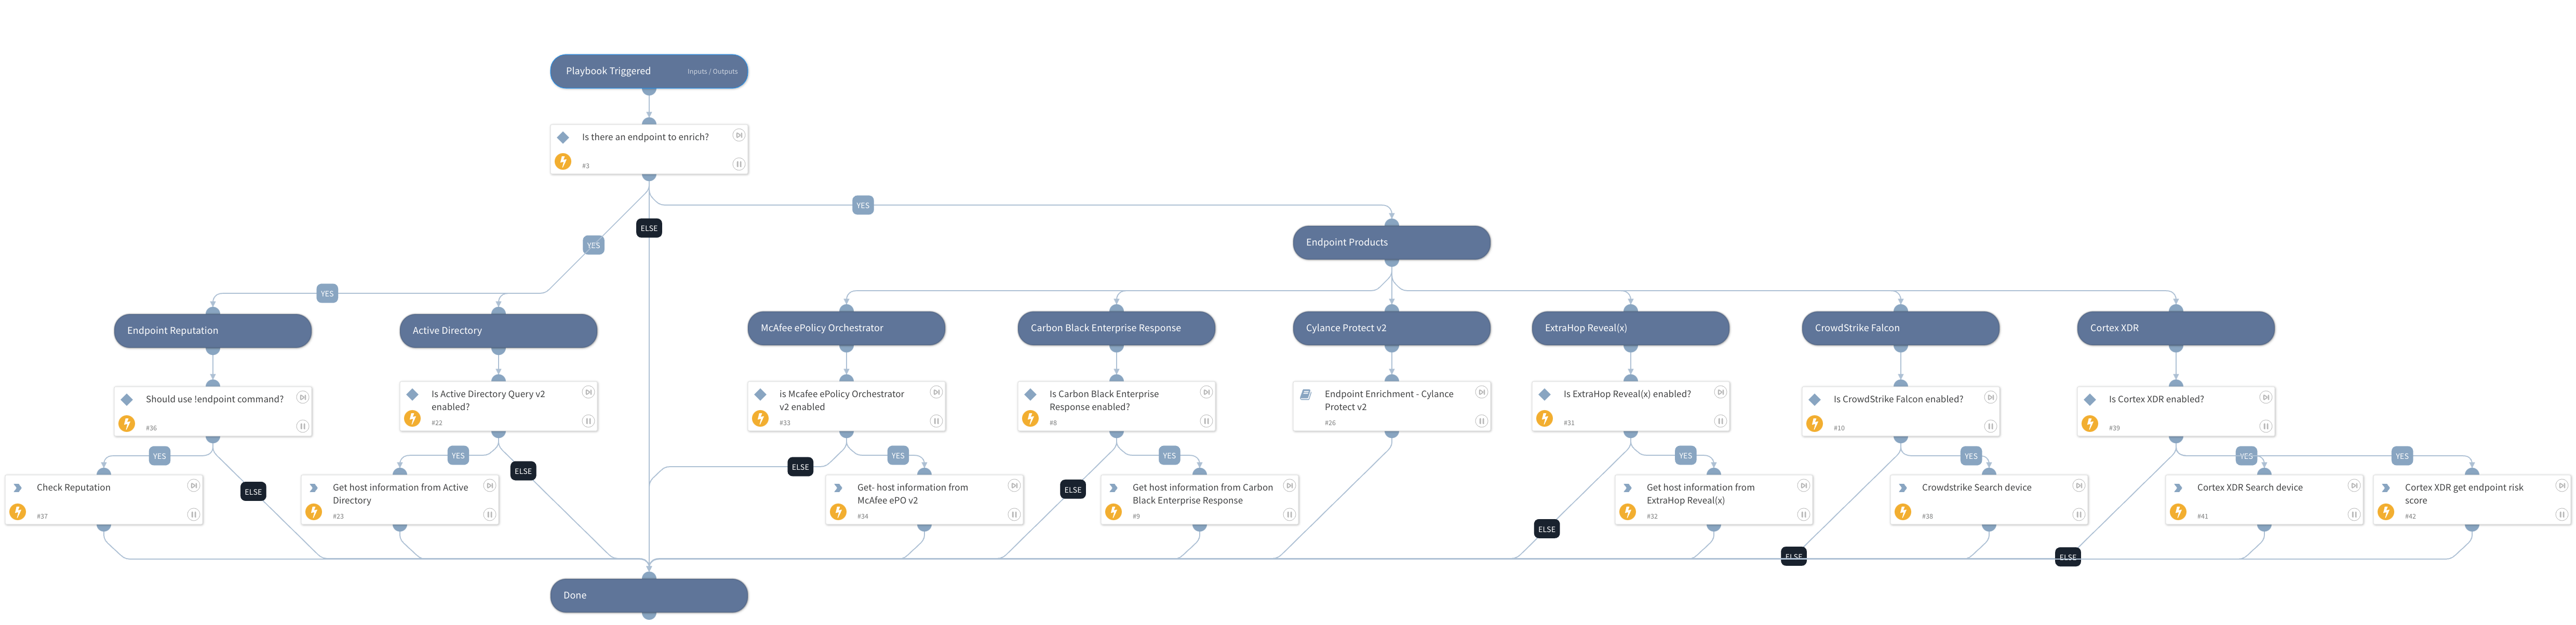 Playbook Triggered
Inputs / Outputs
Is there an endpoint to enrich?
#3
YES
ELSE
YES
Endpoint Products
YES
Endpoint Reputation
Active Directory
McAfee ePolicy Orchestrator
Carbon Black Enterprise Response
Cylance Protect v2
ExtraHop Reveal(x)
CrowdStrike Falcon
Cortex XDR
Should use !endpoint command?
#36
Is Active Directory Query v2
enabled?
#22
is Mcafee ePolicy Orchestrator
v2 enabled
#33
Is Carbon Black Enterprise
Response enabled?
#8
Endpoint Enrichment - Cylance
Protect v2
#26
Is ExtraHop Reveal(x) enabled?
#31
Is CrowdStrike Falcon enabled?
#10
Is Cortex XDR enabled?
#39
YES
ELSE
YES
ELSE
ELSE
YES
ELSE
YES
ELSE
YES
ELSE
YES
ELSE
YES
YES
Check Reputation
#37
Get host information from Active
Directory
#23
Get- host information from
McAfee ePO v2
#34
Get host information from Carbon
Black Enterprise Response
#9
Get host information from
ExtraHop Reveal(x)
#32
Crowdstrike Search device
#38
Cortex XDR Search device
#41
Cortex XDR get endpoint risk
score
#42
Done